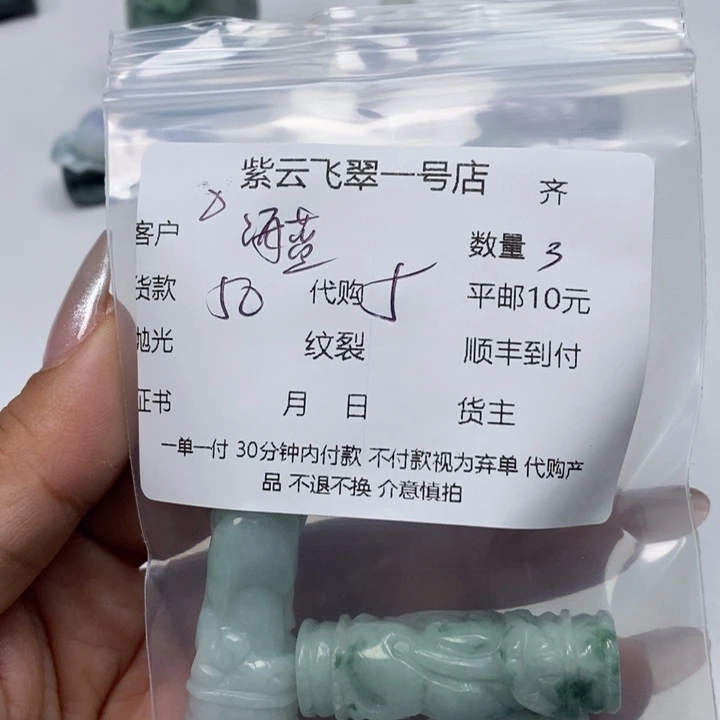 紫云飞翠一号店 齐
客户 海蓝 数量 3
货款 50 代购 5 平邮10元
抛光 纹裂 顺丰到付
证书 月 日 货主
一单一付 30分钟内付款 不付款视为弃单 代购产
品 不退不换 介意慎拍